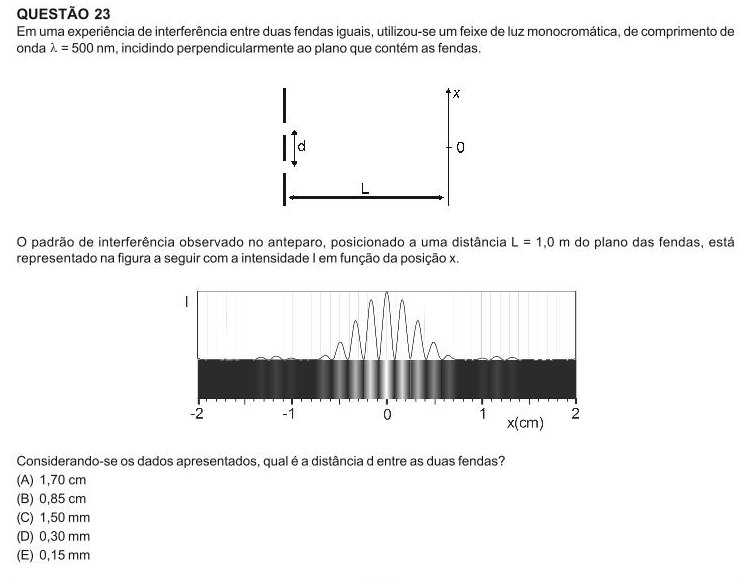 QUESTÃO 23
Em uma experiência de interferência entre duas fendas iguais, utilizou-se um feixe de luz monocromática, de comprimento de
onda λ = 500 nm, incidindo perpendicularmente ao plano que contém as fendas.
x
d
0
L
O padrão de interferência observado no anteparo, posicionado a uma distância L = 1,0 m do plano das fendas, está
representado na figura a seguir com a intensidade I em função da posição x.
I
-2 -1 0 1 2
x(cm)
Considerando-se os dados apresentados, qual é a distância d entre as duas fendas?
(A) 1,70 cm
(B) 0,85 cm
(C) 1,50 mm
(D) 0,30 mm
(E) 0,15 mm